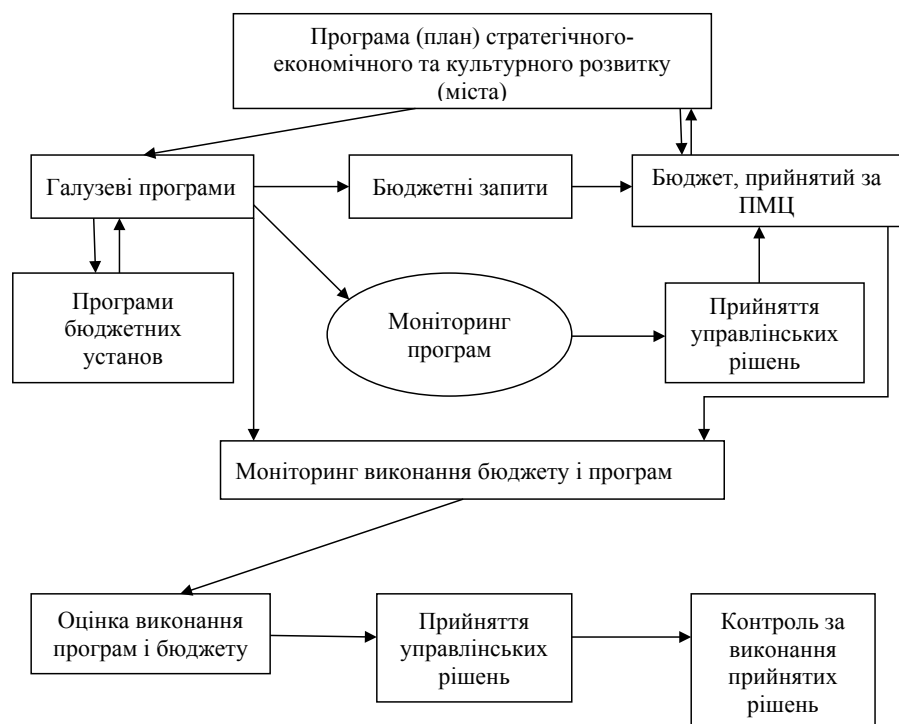 Програма (план) стратегічного-
економічного та культурного розвитку
(міста)
Галузеві програми
Бюджетні запити
Бюджет, прийнятий за
ПМЦ
Програми
бюджетних
установ
Моніторинг
програм
Прийняття
управлінських
рішень
Моніторинг виконання бюджету і програм
Оцінка виконання
програм і бюджету
Прийняття
управлінських
рішень
Контроль за
виконання
прийнятих
рішень